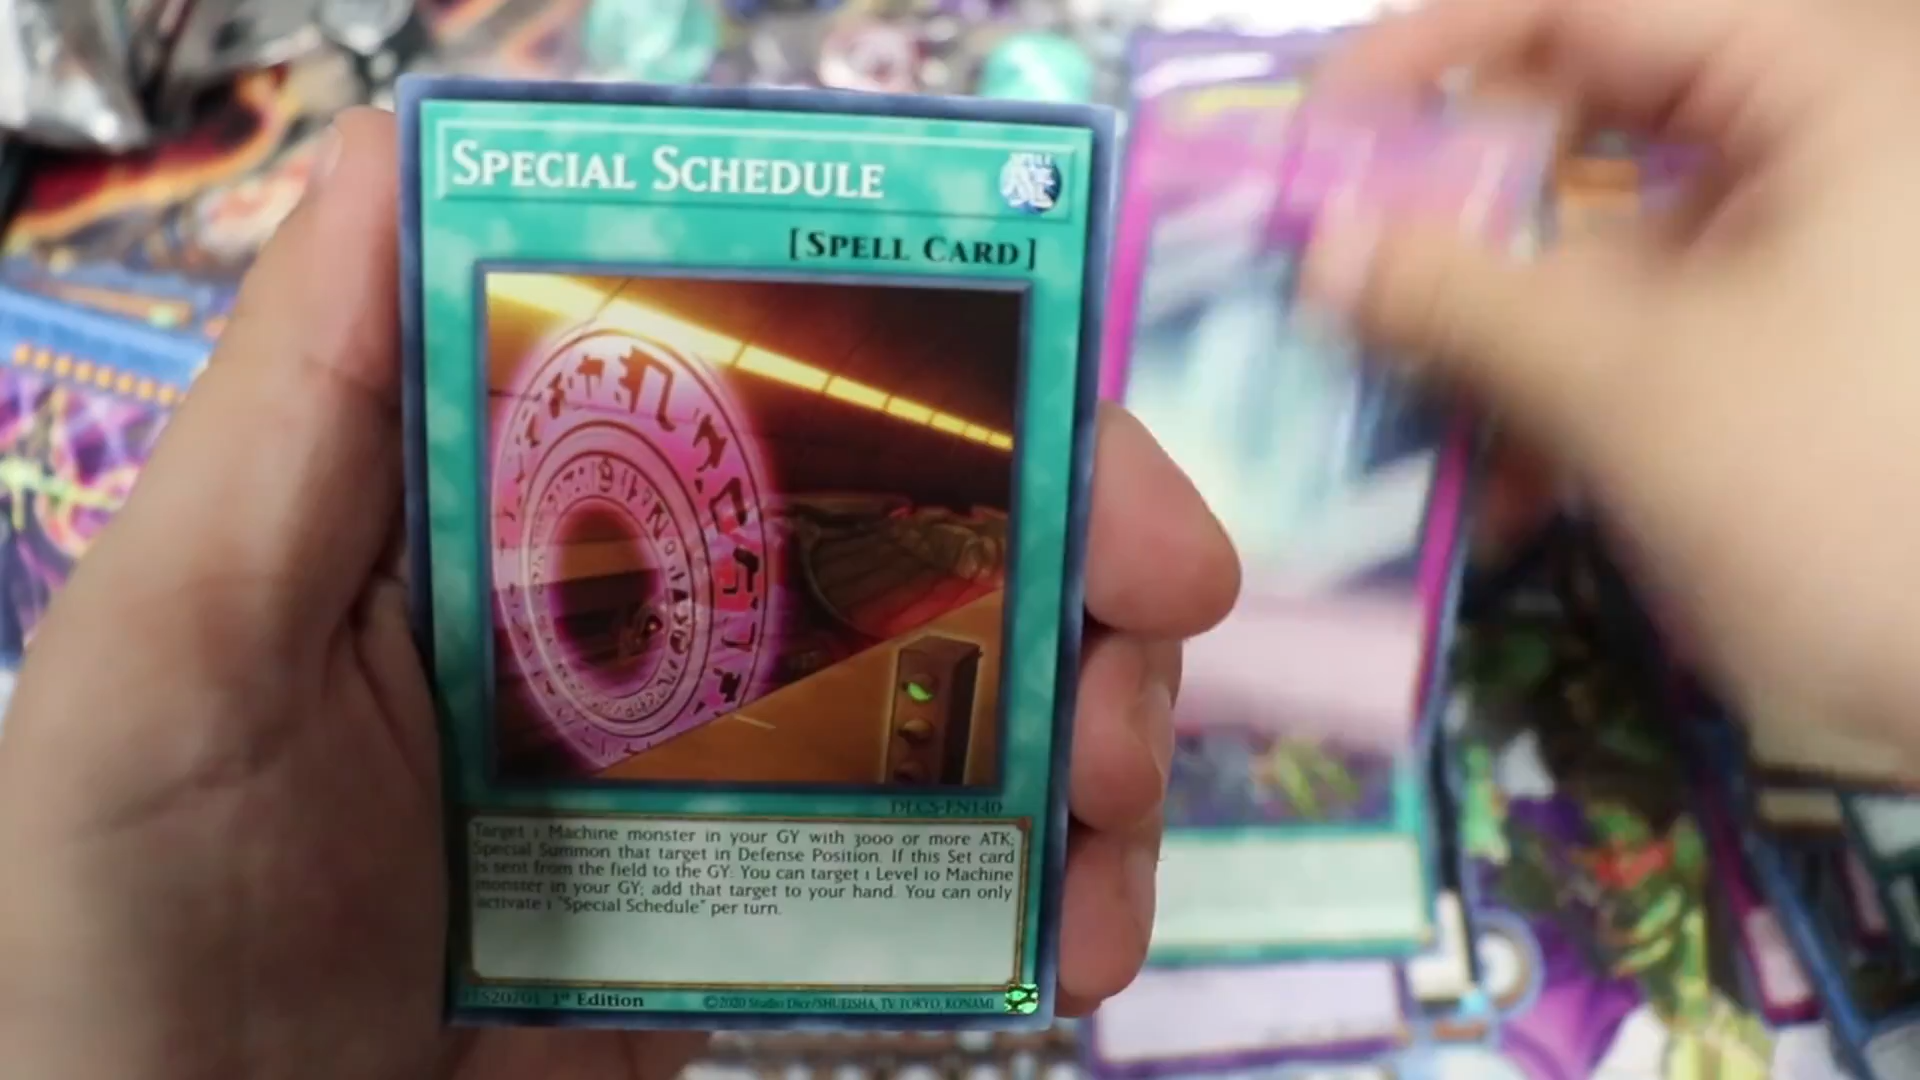 SPECIAL SCHEDULE
[SPELL CARD]
DLCS-EN140
Target 1 Machine monster in your GY with 3000 or more ATK;
Special Summon that target in Defense Position. If this Set card
is sent from the field to the GY: You can target 1 Level 10 Machine
monster in your GY; add that target to your hand. You can only
activate 1 "Special Schedule" per turn.
1st Edition
©2020 Studio Dice/SHUEISHA, TV TOKYO, KONAMI